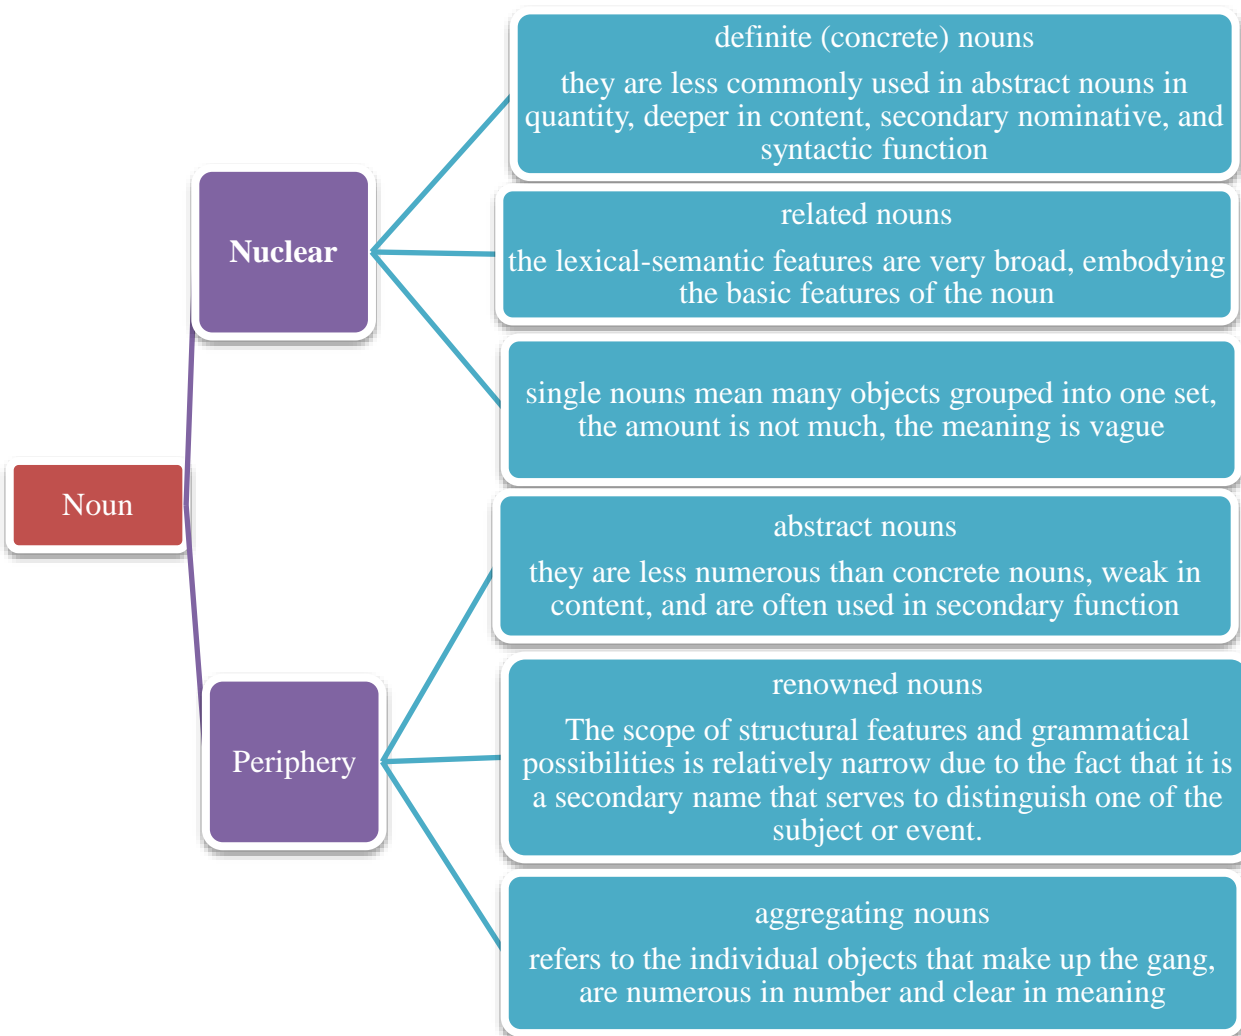 definite (concrete) nouns
they are less commonly used in abstract nouns in
quantity, deeper in content, secondary nominative, and
syntactic function
Nuclear
related nouns
the lexical-semantic features are very broad, embodying
the basic features of the noun
single nouns mean many objects grouped into one set,
the amount is not much, the meaning is vague
Noun
abstract nouns
they are less numerous than concrete nouns, weak in
content, and are often used in secondary function
Periphery
renowned nouns
The scope of structural features and grammatical
possibilities is relatively narrow due to the fact that it is
a secondary name that serves to distinguish one of the
subject or event.
aggregating nouns
refers to the individual objects that make up the gang,
are numerous in number and clear in meaning